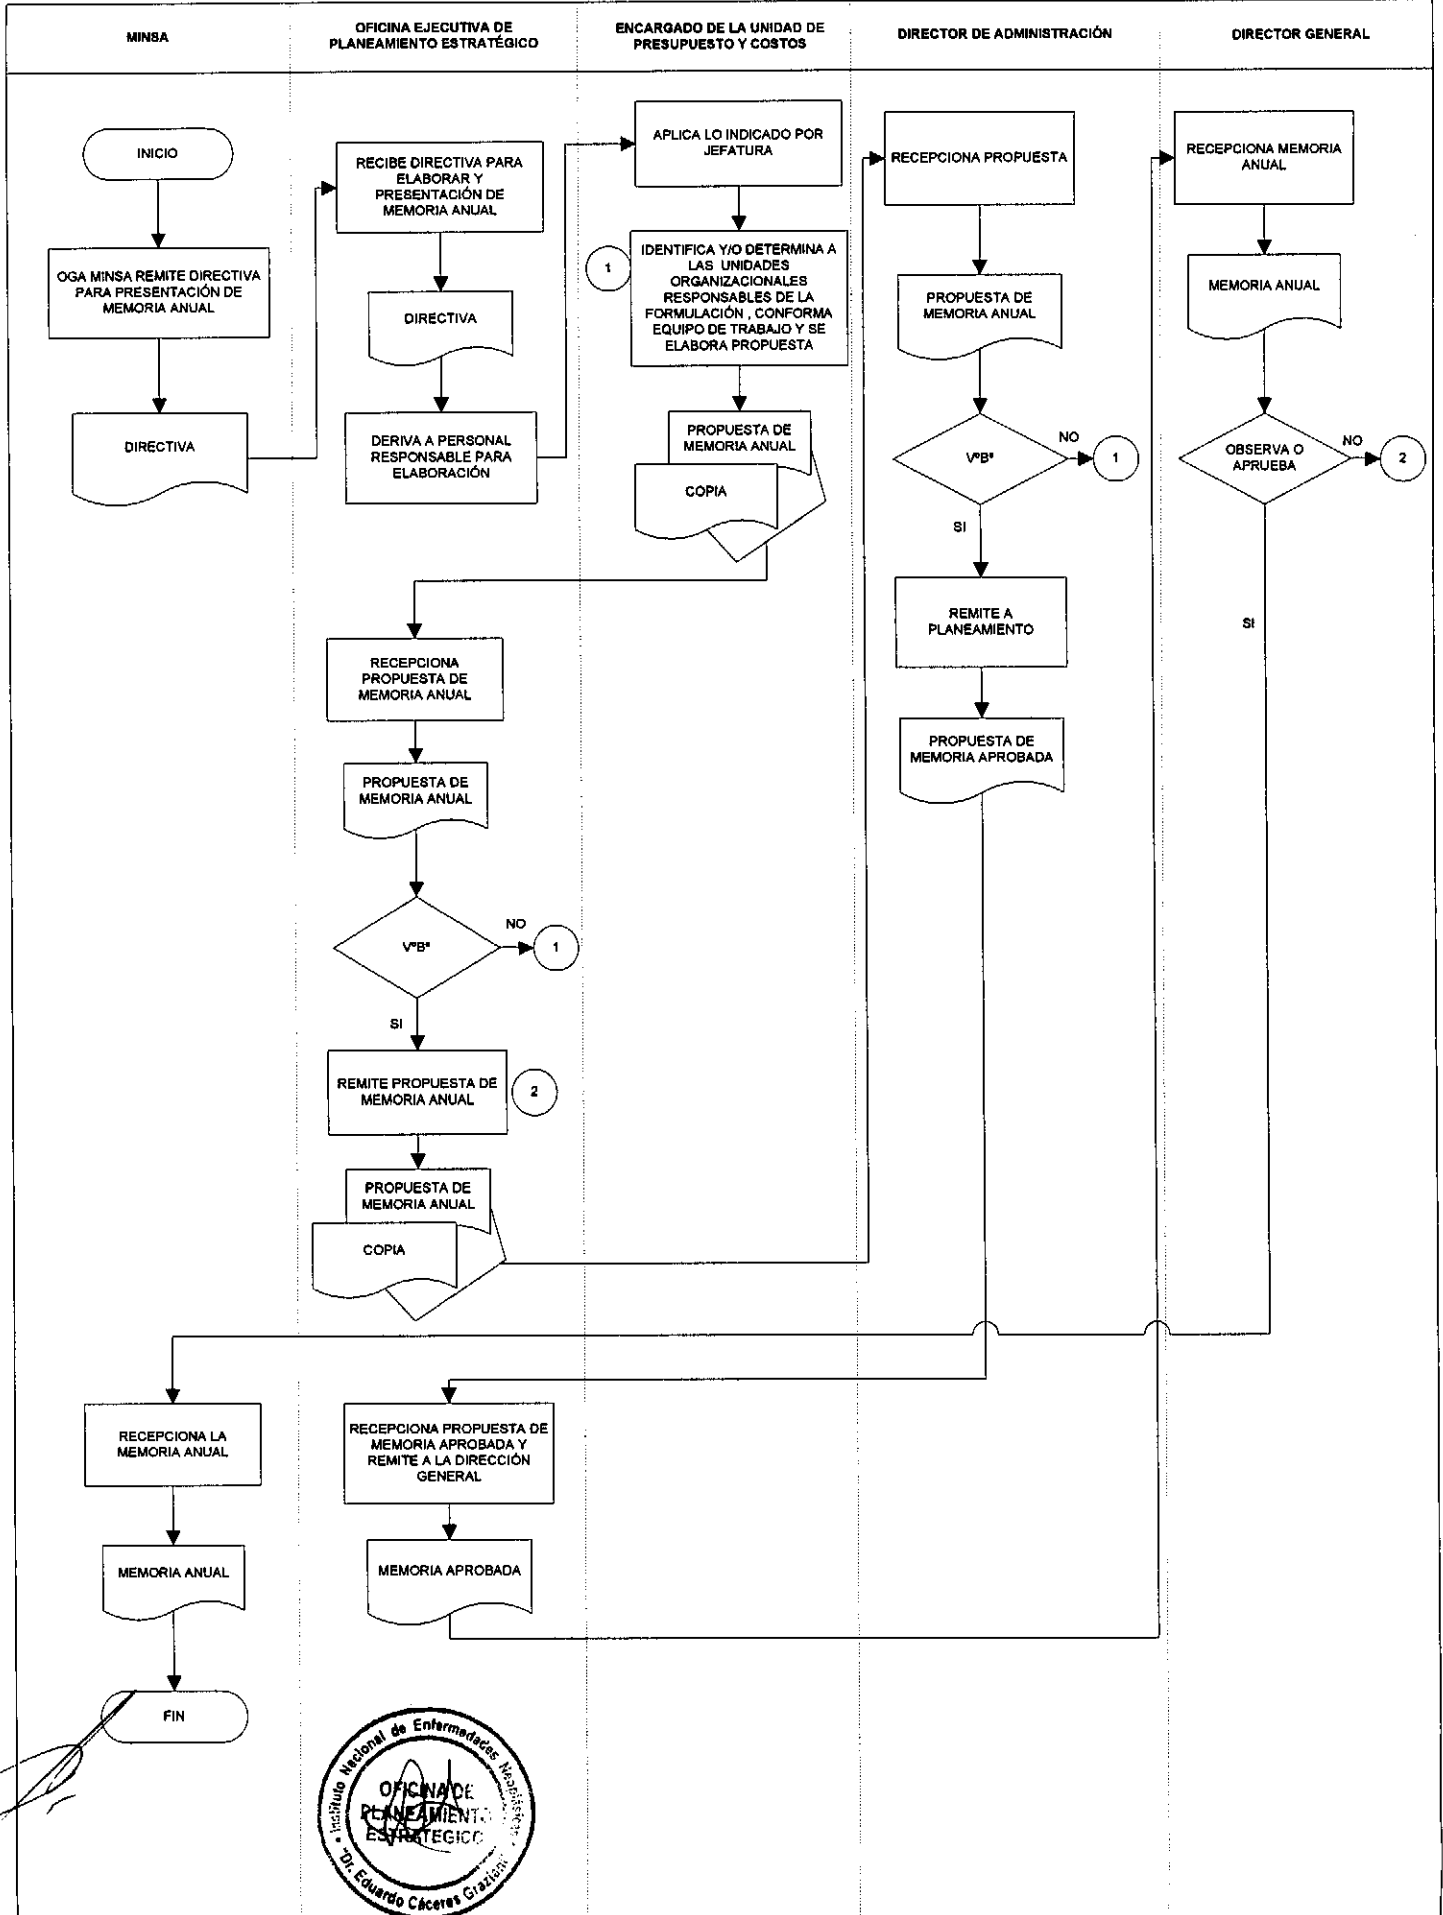 MINSA
OFICINA EJECUTIVA DE
PLANEAMIENTO ESTRATÉGICO
ENCARGADO DE LA UNIDAD DE
PRESUPUESTO Y COSTOS
DIRECTOR DE ADMINISTRACIÓN
DIRECTOR GENERAL
INICIO
OGA MINSA REMITE DIRECTIVA
PARA PRESENTACIÓN DE
MEMORIA ANUAL
DIRECTIVA
RECIBE DIRECTIVA PARA
ELABORAR Y
PRESENTACIÓN DE
MEMORIA ANUAL
DIRECTIVA
DERIVA A PERSONAL
RESPONSABLE PARA
ELABORACIÓN
APLICA LO INDICADO POR
JEFATURA
1
IDENTIFICA Y/O DETERMINA A
LAS UNIDADES
ORGANIZACIONALES
RESPONSABLES DE LA
FORMULACIÓN , CONFORMA
EQUIPO DE TRABAJO Y SE
ELABORA PROPUESTA
PROPUESTA DE
MEMORIA ANUAL
COPIA
RECEPCIONA PROPUESTA
PROPUESTA DE
MEMORIA ANUAL
V°B°
NO
1
SI
REMITE A
PLANEAMIENTO
PROPUESTA DE
MEMORIA APROBADA
RECEPCIONA MEMORIA
ANUAL
MEMORIA ANUAL
OBSERVA O
APRUEBA
NO
2
SI
RECEPCIONA
PROPUESTA DE
MEMORIA ANUAL
PROPUESTA DE
MEMORIA ANUAL
V°B°
NO
1
SI
REMITE PROPUESTA DE
MEMORIA ANUAL
2
PROPUESTA DE
MEMORIA ANUAL
COPIA
RECEPCIONA LA
MEMORIA ANUAL
MEMORIA ANUAL
FIN
RECEPCIONA PROPUESTA DE
MEMORIA APROBADA Y
REMITE A LA DIRECCIÓN
GENERAL
MEMORIA APROBADA
Instituto Nacional de Enfermedades Neoplásicas
OFICINA DE
PLANEAMIENTO
ESTRATEGICO
"Dr. Eduardo Cáceres Graziani"